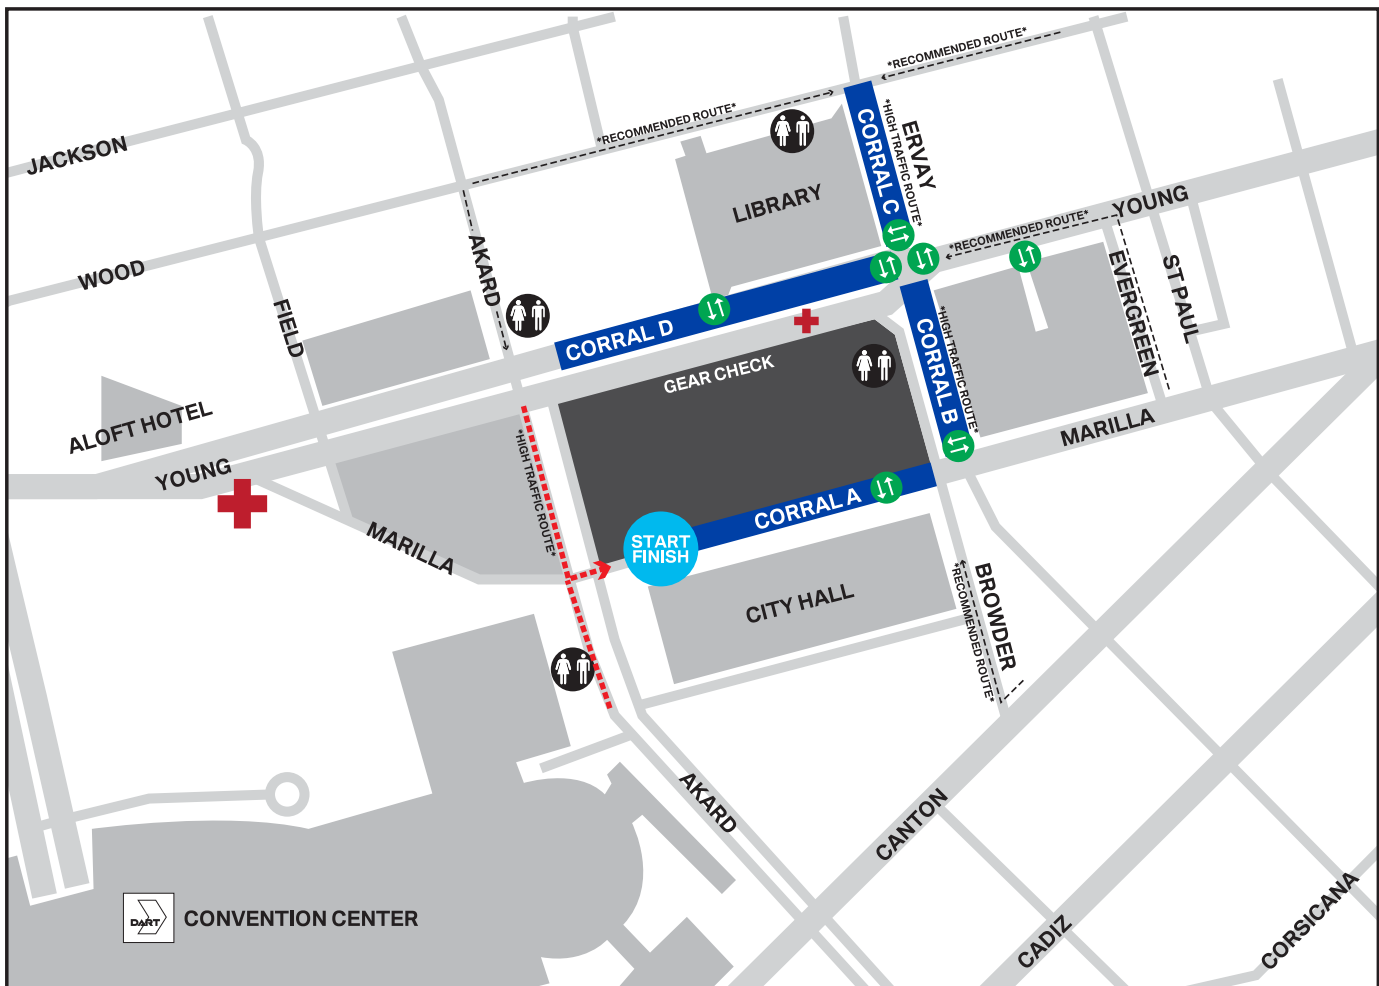 *RECOMMENDED ROUTE*
*RECOMMENDED ROUTE*
JACKSON
*HIGH TRAFFIC ROUTE*
CORRAL C
ERVAY
LIBRARY
YOUNG
*RECOMMENDED ROUTE*
WOOD
AKARD
FIELD
EVERGREEN
ST PAUL
CORRAL D
GEAR CHECK
CORRAL B
*HIGH TRAFFIC ROUTE*
ALOFT HOTEL
MARILLA
YOUNG
*HIGH TRAFFIC ROUTE*
CORRAL A
MARILLA
START
FINISH
CITY HALL
BROWDER
*RECOMMENDED ROUTE*
AKARD
CANTON
DART
CONVENTION CENTER
CADIZ
CORSICANA